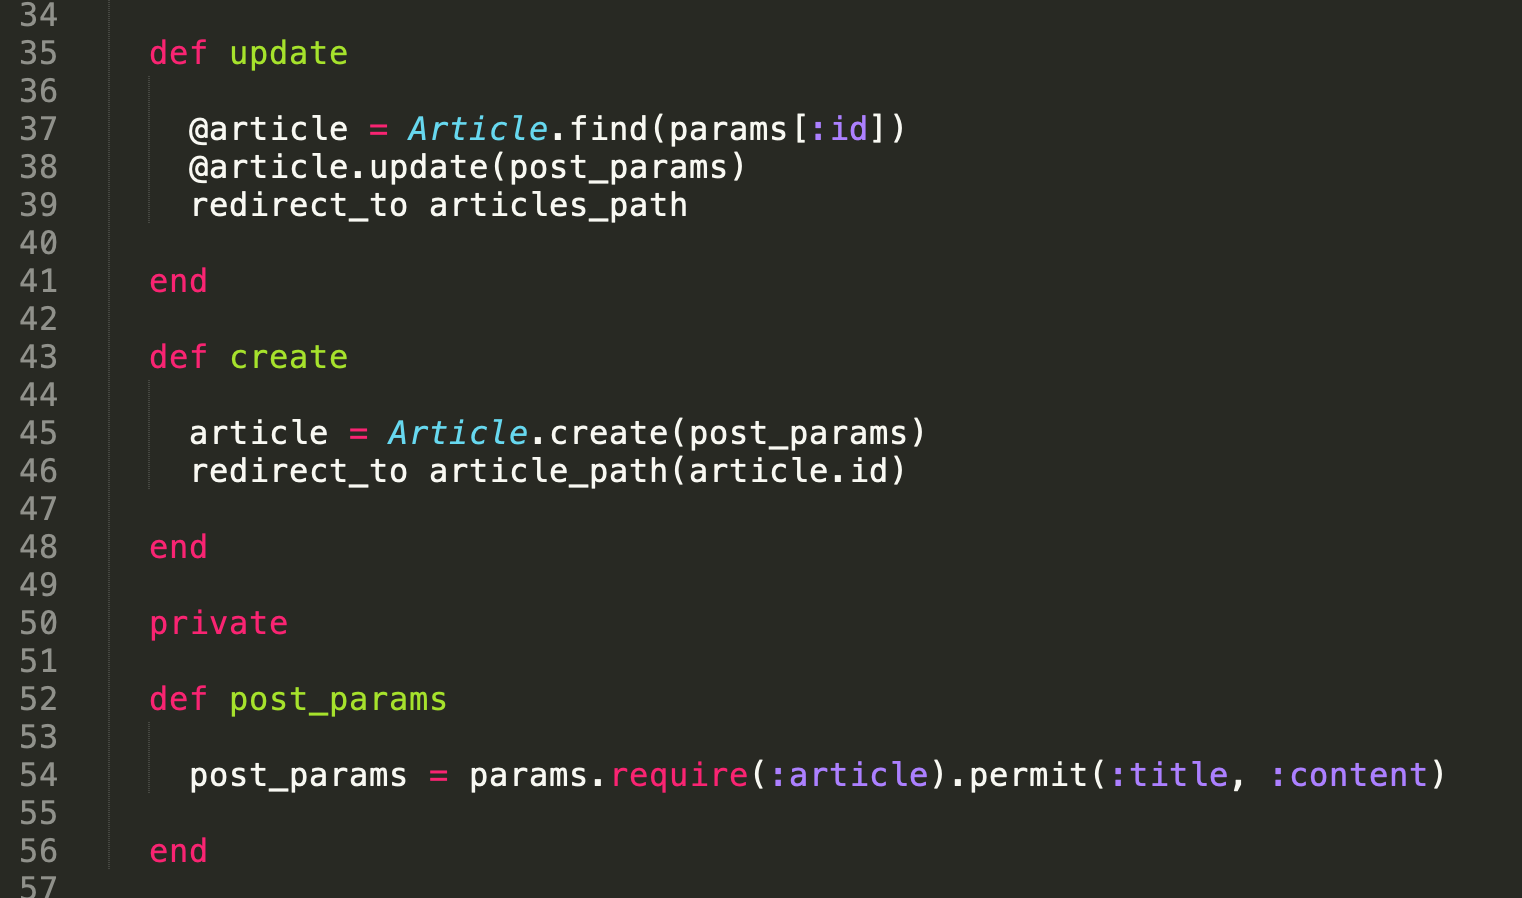 34
35 def update
36
37 @article = Article.find(params[:id])
38 @article.update(post_params)
39 redirect_to articles_path
40
41 end
42
43 def create
44
45 article = Article.create(post_params)
46 redirect_to article_path(article.id)
47
48 end
49
50 private
51
52 def post_params
53
54 post_params = params.require(:article).permit(:title, :content)
55
56 end
57